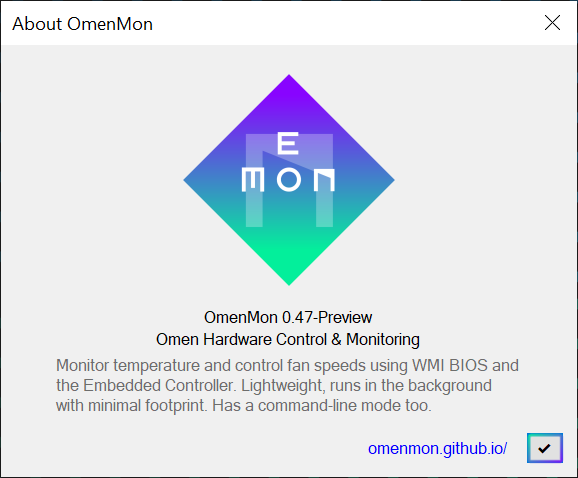 About OmenMon
E
mon
OmenMon 0.47-Preview
Omen Hardware Control & Monitoring
Monitor temperature and control fan speeds using WMI BIOS and
the Embedded Controller. Lightweight, runs in the background
with minimal footprint. Has a command-line mode too.
omenmon.github.io/